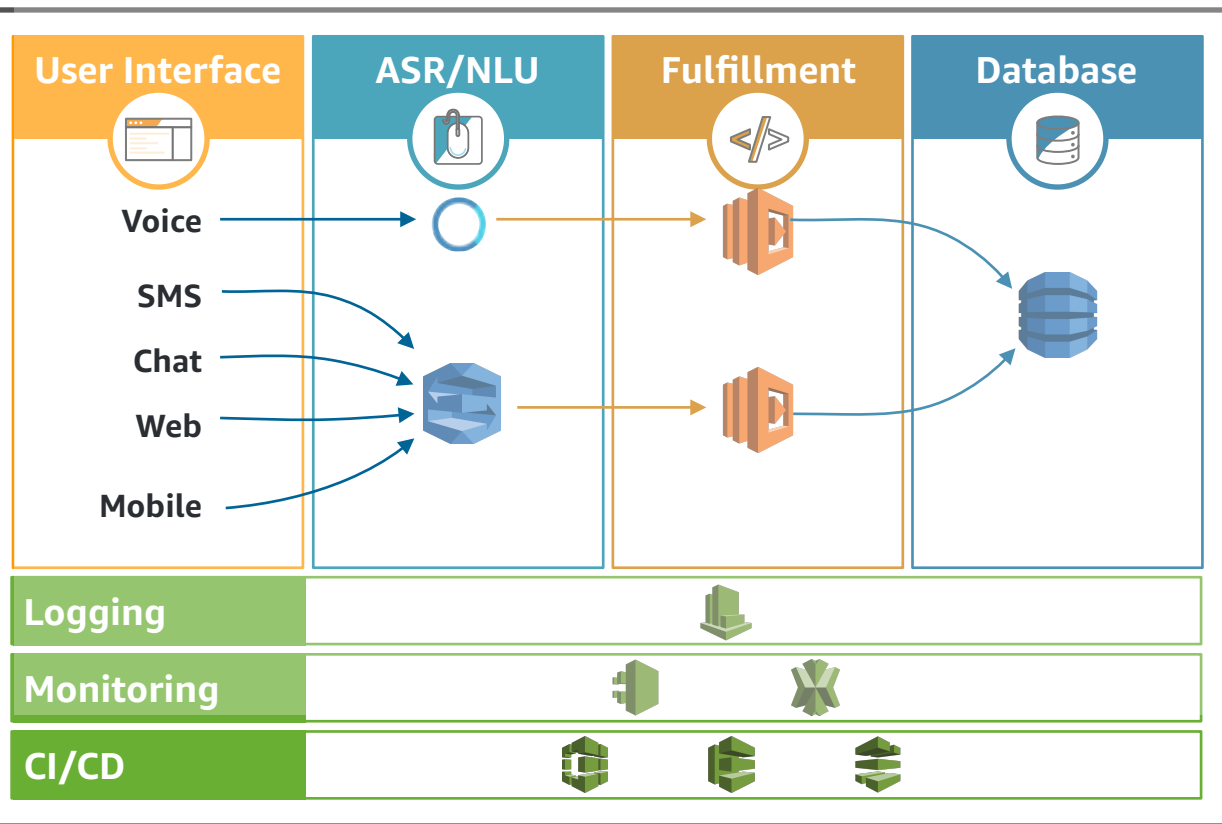 User Interface
ASR/NLU
Fulfillment
Database
Voice
SMS
Chat
Web
Mobile
Logging
Monitoring
CI/CD